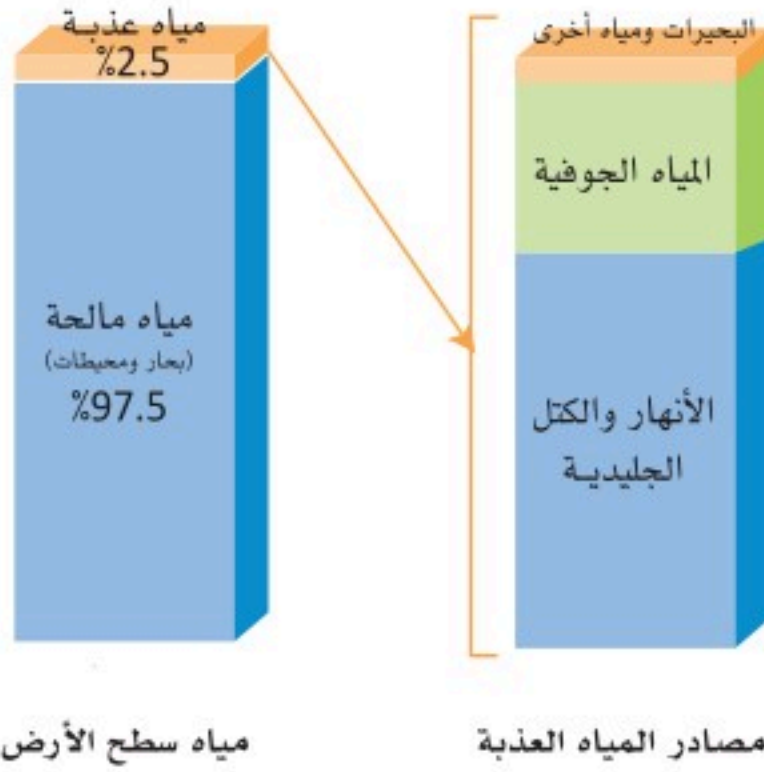 مياه عذبة
%2.5
مياه مالحة
(بحار ومحيطات)
%97.5
مياه سطح الأرض
البحيرات ومياه أخرى
المياه الجوفية
الأنهار والكتل
الجليدية
مصادر المياه العذبة